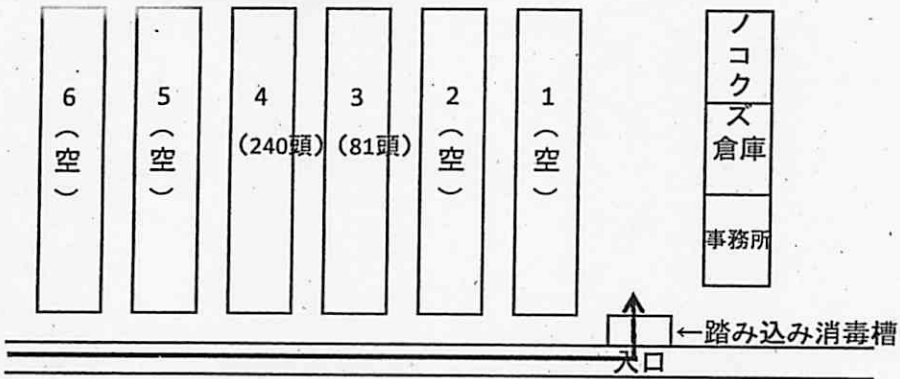 6（空）
5（空）
4
（240頭）
3
（81頭）
2（空）
1（空）
ノコクズ
倉庫
事務所
←踏み込み消毒槽
入口